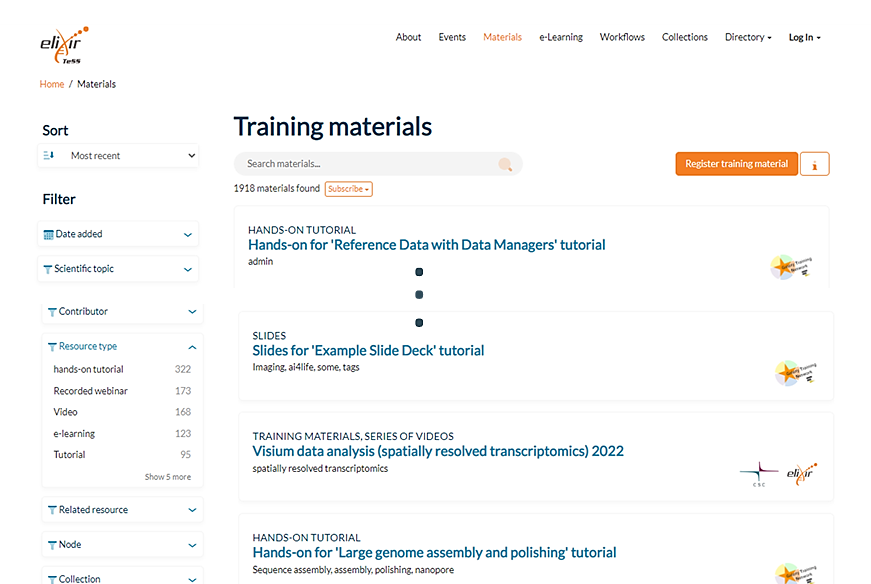 elixir
TeSS
About Events Materials e-Learning Workflows Collections Directory Log In
Home / Materials
Sort
Most recent
Filter
Date added
Scientific topic
Contributor
Resource type
hands-on tutorial 322
Recorded webinar 173
Video 168
e-learning 123
Tutorial 95
Show 5 more
Related resource
Node
Collection
Training materials
Search materials...
Register training material
i
1918 materials found Subscribe
HANDS-ON TUTORIAL
Hands-on for 'Reference Data with Data Managers' tutorial
admin
SLIDES
Slides for 'Example Slide Deck' tutorial
Imaging, ai4life, some, tags
TRAINING MATERIALS, SERIES OF VIDEOS
Visium data analysis (spatially resolved transcriptomics) 2022
spatially resolved transcriptomics
CSC
elixir
HANDS-ON TUTORIAL
Hands-on for 'Large genome assembly and polishing' tutorial
Sequence assembly, assembly, polishing, nanopore